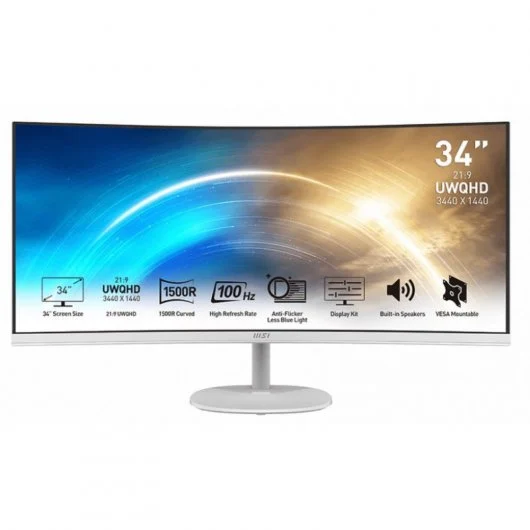 34”
21:9
UWQHD
3440 X 1440
34”
34" Screen Size
21:9
UWQHD
3440 X 1440
21:9 UWQHD
1500R
1500R Curved
100Hz
High Refresh Rate
Anti-Flicker
Less Blue Light
Display Kit
Built-in Speakers
VESA Mountable
msi